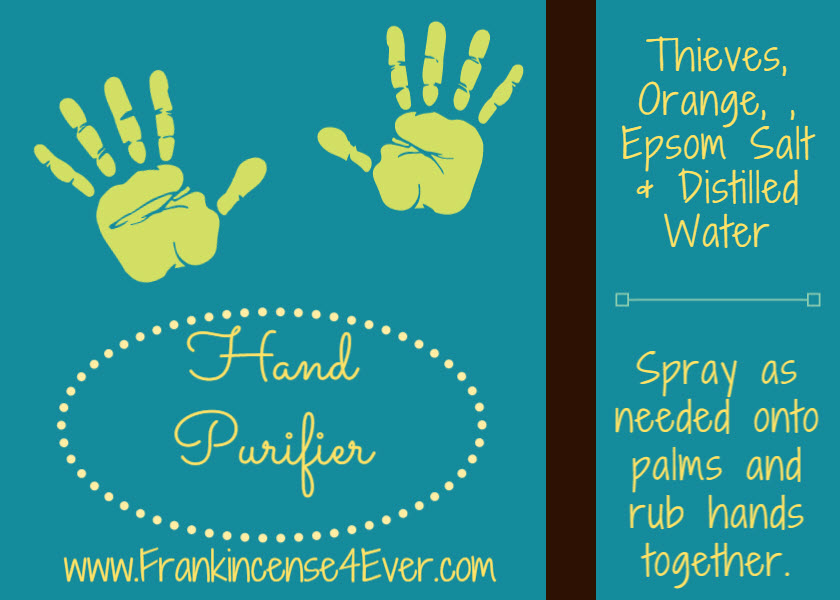 Hand
Purifier
www.Frankincense4Ever.com
Thieves,
Orange, ,
Epsom Salt
& Distilled
Water
Spray as
needed onto
palms and
rub hands
together.